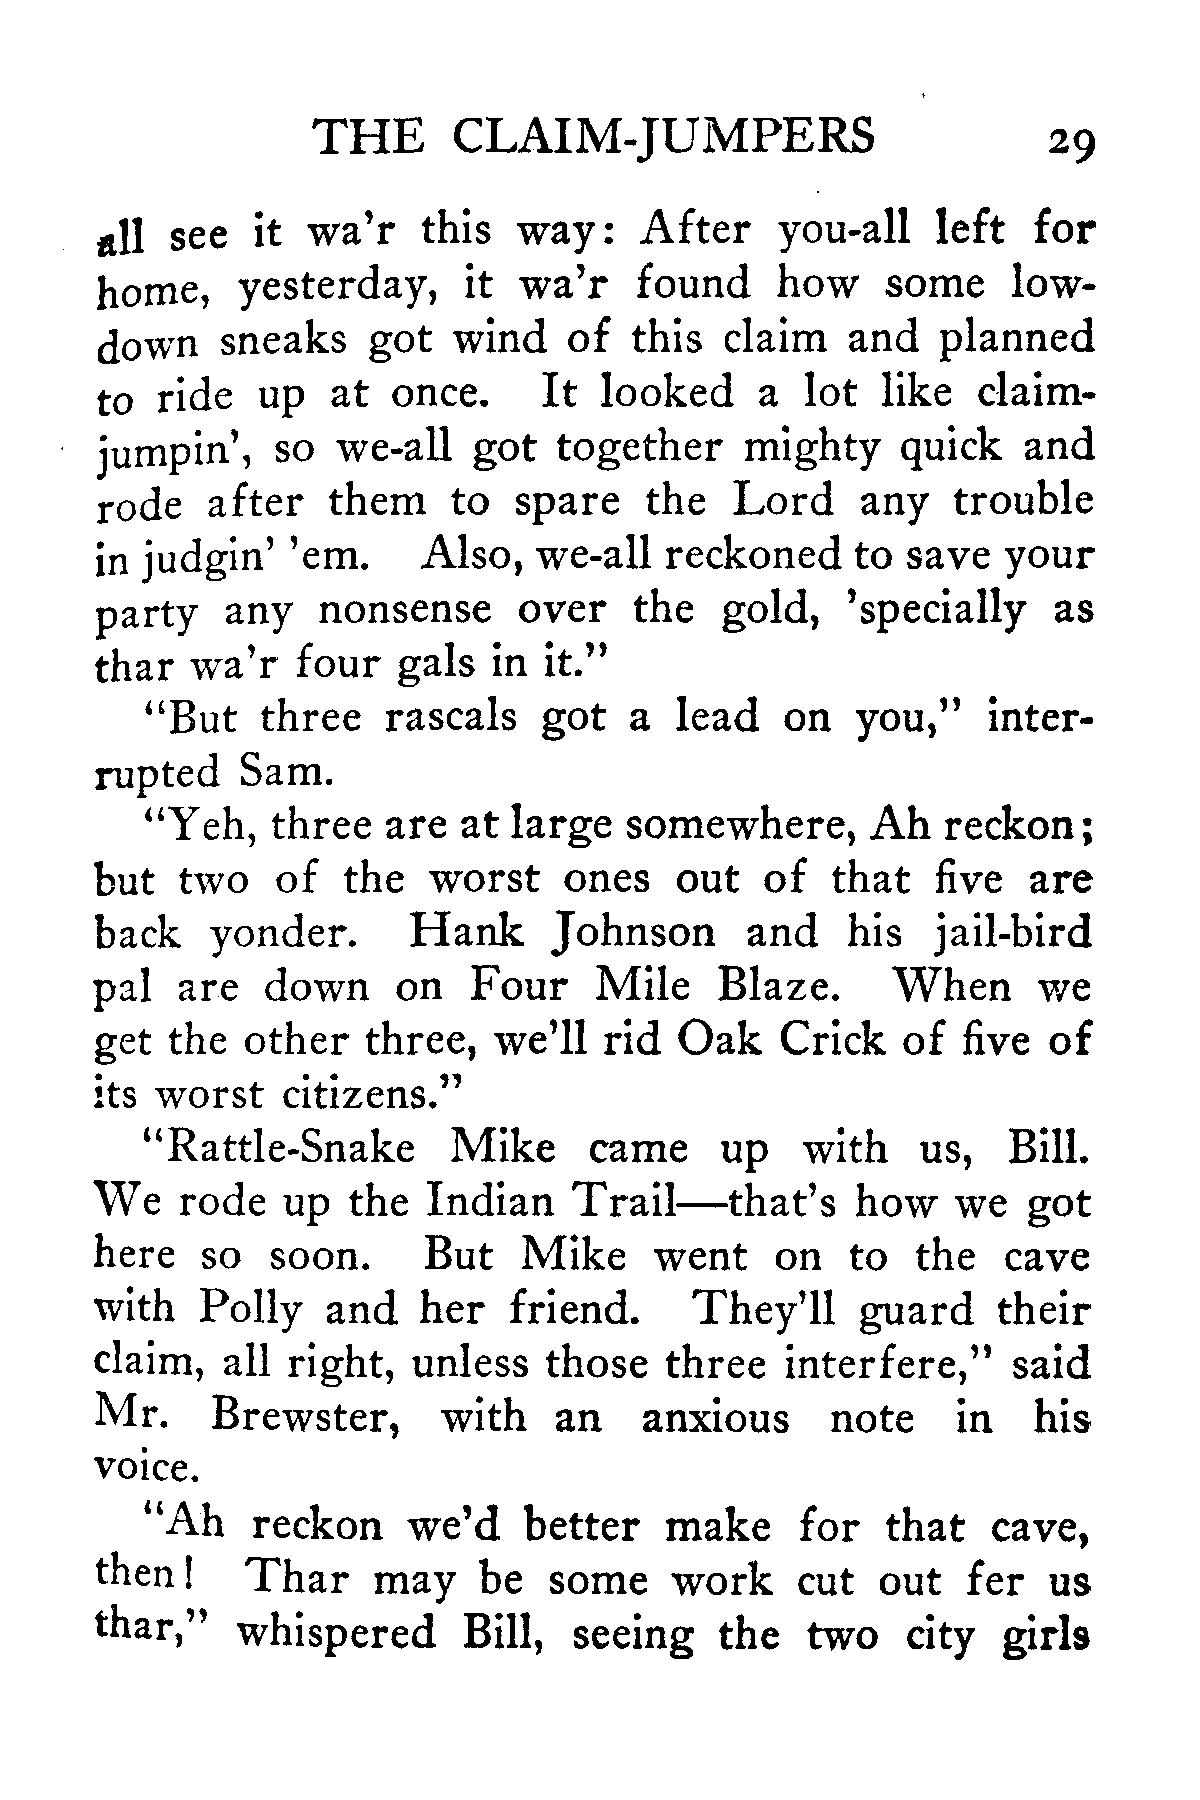 THE CLAIM-JUMPERS 29
all see it wa'r this way: After you-all left for
home, yesterday, it wa'r found how some low-
down sneaks got wind of this claim and planned
to ride up at once. It looked a lot like claim-
jumpin', so we-all got together mighty quick and
rode after them to spare the Lord any trouble
in judgin' 'em. Also, we-all reckoned to save your
party any nonsense over the gold, 'specially as
thar wa'r four gals in it."
"But three rascals got a lead on you," inter-
rupted Sam.
"Yeh, three are at large somewhere, Ah reckon;
but two of the worst ones out of that five are
back yonder. Hank Johnson and his jail-bird
pal are down on Four Mile Blaze. When we
get the other three, we'll rid Oak Crick of five of
its worst citizens."
"Rattle-Snake Mike came up with us, Bill.
We rode up the Indian Trail—that's how we got
here so soon. But Mike went on to the cave
with Polly and her friend. They'll guard their
claim, all right, unless those three interfere," said
Mr. Brewster, with an anxious note in his
voice.
"Ah reckon we'd better make for that cave,
then! Thar may be some work cut out fer us
thar," whispered Bill, seeing the two city girls